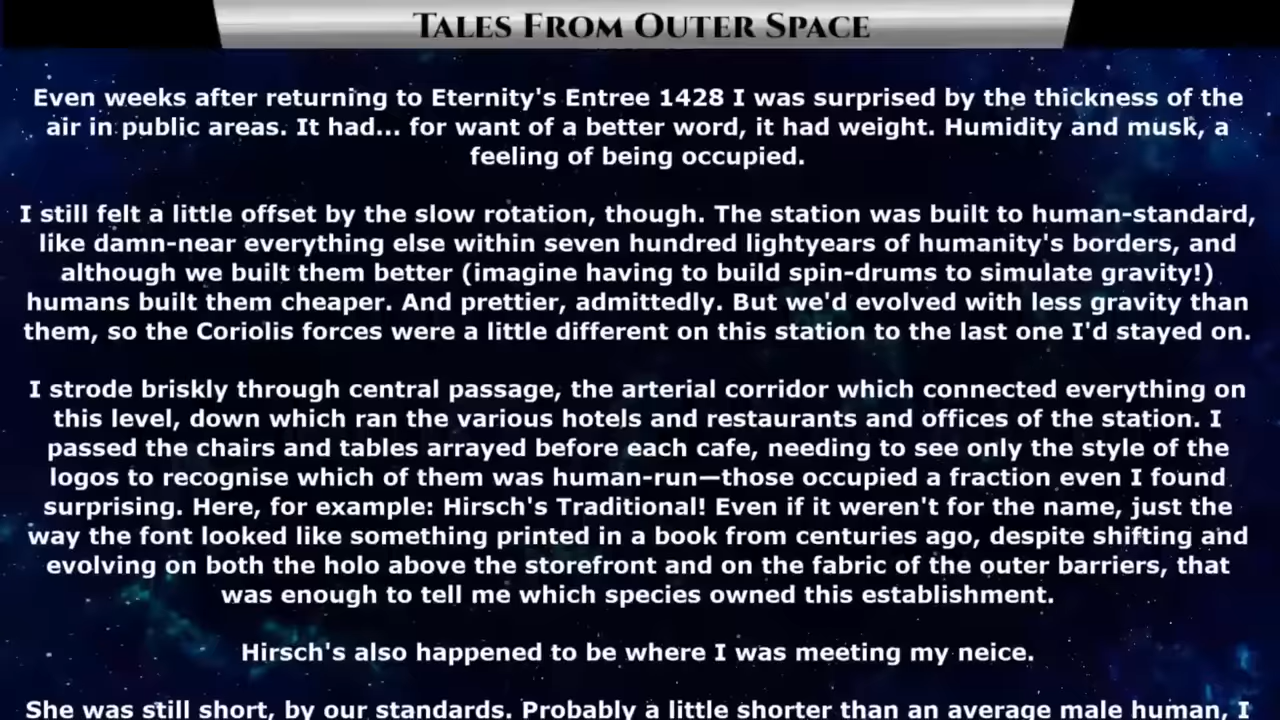 Tales From Outer Space
Even weeks after returning to Eternity's Entree 1428 I was surprised by the thickness of the
air in public areas. It had... for want of a better word, it had weight. Humidity and musk, a
feeling of being occupied.
I still felt a little offset by the slow rotation, though. The station was built to human-standard,
like damn-near everything else within seven hundred lightyears of humanity's borders, and
although we built them better (imagine having to build spin-drums to simulate gravity!)
humans built them cheaper. And prettier, admittedly. But we'd evolved with less gravity than
them, so the Coriolis forces were a little different on this station to the last one I'd stayed on.
I strode briskly through central passage, the arterial corridor which connected everything on
this level, down which ran the various hotels and restaurants and offices of the station. I
passed the chairs and tables arrayed before each cafe, needing to see only the style of the
logos to recognise which of them was human-run—those occupied a fraction even I found
surprising. Here, for example: Hirsch's Traditional! Even if it weren't for the name, just the
way the font looked like something printed in a book from centuries ago, despite shifting and
evolving on both the holo above the storefront and on the fabric of the outer barriers, that
was enough to tell me which species owned this establishment.
Hirsch's also happened to be where I was meeting my neice.
She was still short, by our standards. Probably a little shorter than an average male human, I